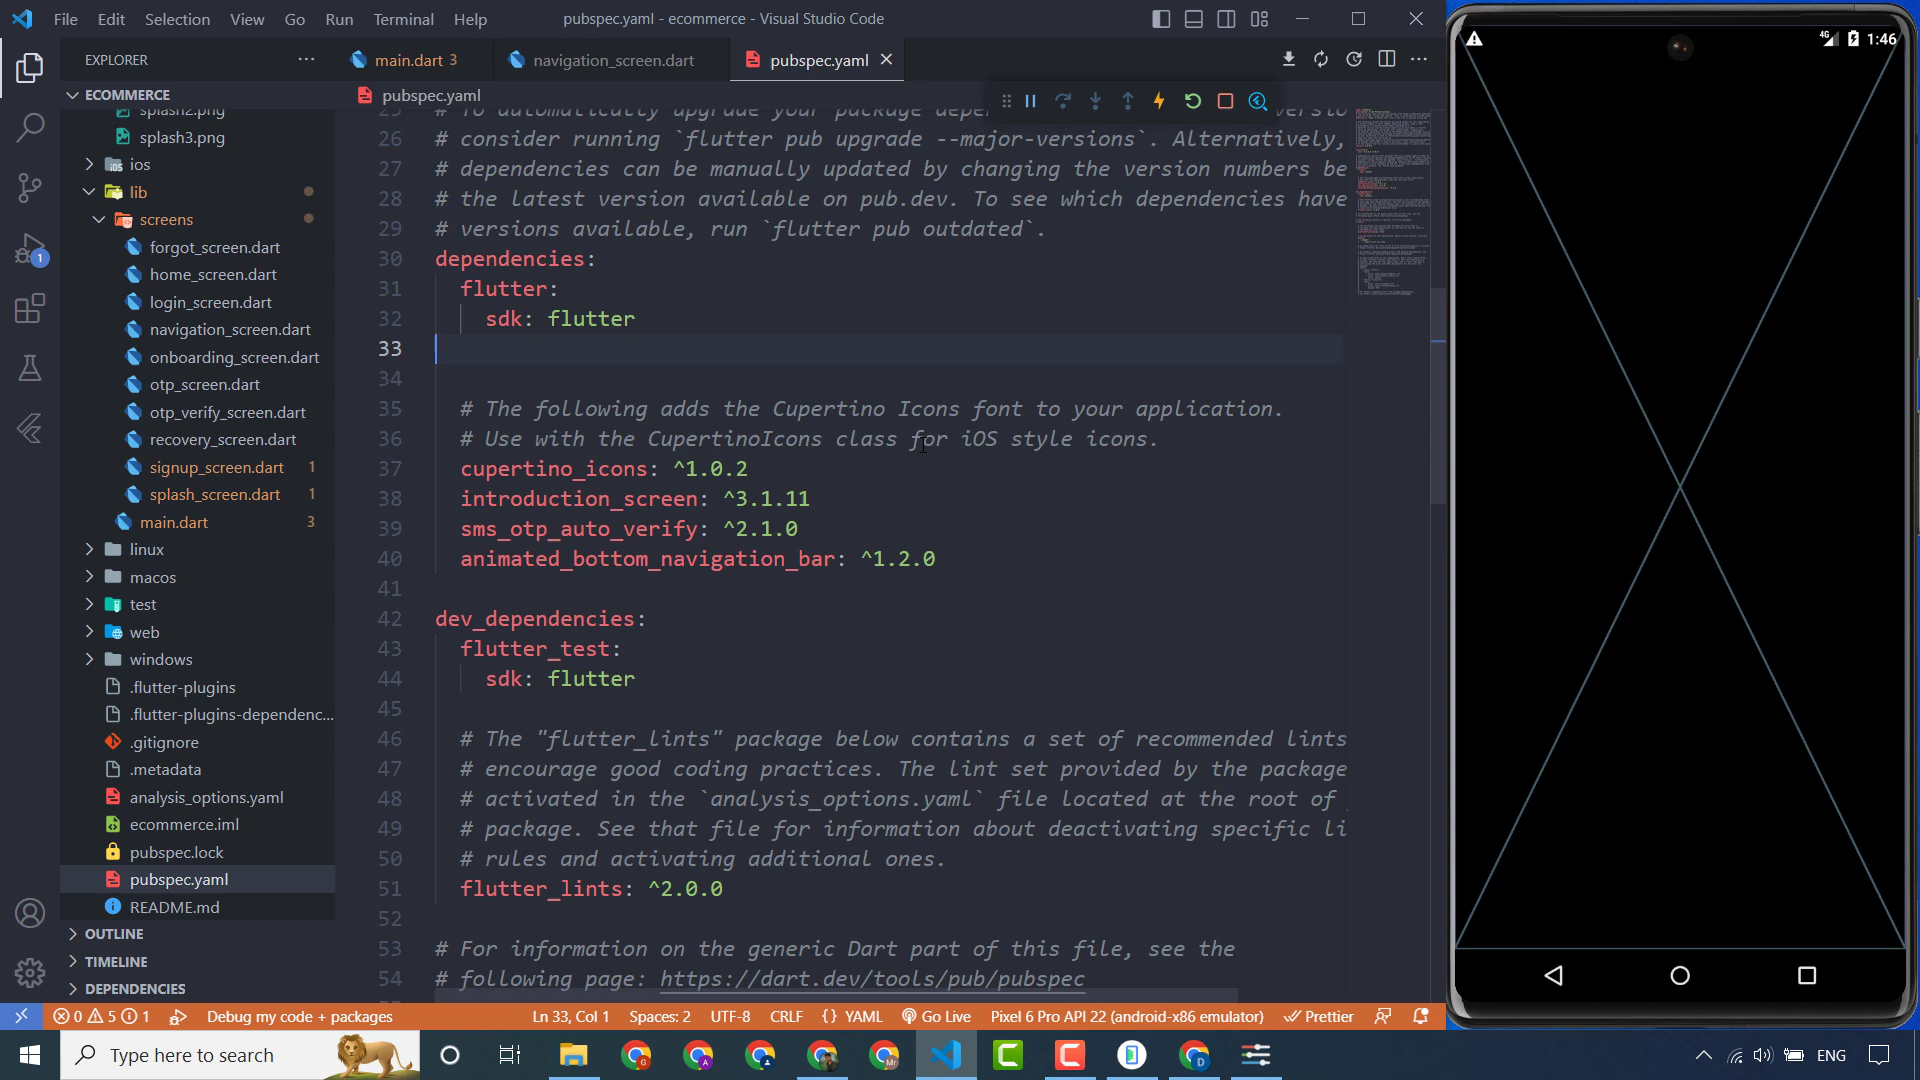 File Edit Selection View Go Run Terminal Help
pubspec.yaml - ecommerce - Visual Studio Code
EXPLORER
main.dart 3
navigation_screen.dart
pubspec.yaml
ECOMMERCE
pubspec.yaml
splash2.png
splash3.png
ios
lib
screens
forgot_screen.dart
home_screen.dart
login_screen.dart
navigation_screen.dart
onboarding_screen.dart
otp_screen.dart
otp_verify_screen.dart
recovery_screen.dart
signup_screen.dart 1
splash_screen.dart 1
main.dart 3
linux
macos
test
web
windows
.flutter-plugins
.flutter-plugins-dependenc...
.gitignore
.metadata
analysis_options.yaml
ecommerce.iml
pubspec.lock
pubspec.yaml
README.md
OUTLINE
TIMELINE
DEPENDENCIES
1
25 # To automatically upgrade your package
26 # consider running `flutter pub upgrade --major-versions`. Alternatively,
27 # dependencies can be manually updated by changing the version numbers be
28 # the latest version available on pub.dev. To see which dependencies have
29 # versions available, run `flutter pub outdated`.
30 dependencies:
31 flutter:
32 sdk: flutter
33
34
35 # The following adds the Cupertino Icons font to your application.
36 # Use with the CupertinoIcons class for iOS style icons.
37 cupertino_icons: ^1.0.2
38 introduction_screen: ^3.1.11
39 sms_otp_auto_verify: ^2.1.0
40 animated_bottom_navigation_bar: ^1.2.0
41
42 dev_dependencies:
43 flutter_test:
44 sdk: flutter
45
46 # The "flutter_lints" package below contains a set of recommended lints
47 # encourage good coding practices. The lint set provided by the package
48 # activated in the `analysis_options.yaml` file located at the root of
49 # package. See that file for information about deactivating specific li
50 # rules and activating additional ones.
51 flutter_lints: ^2.0.0
52
53 # For information on the generic Dart part of this file, see the
54 # following page: https://dart.dev/tools/pub/pubspec
0 5 1 Debug my code + packages Ln 33, Col 1 Spaces: 2 UTF-8 CRLF {} YAML Go Live Pixel 6 Pro API 22 (android-x86 emulator) Prettier
4G 1:46
Type here to search
ENG